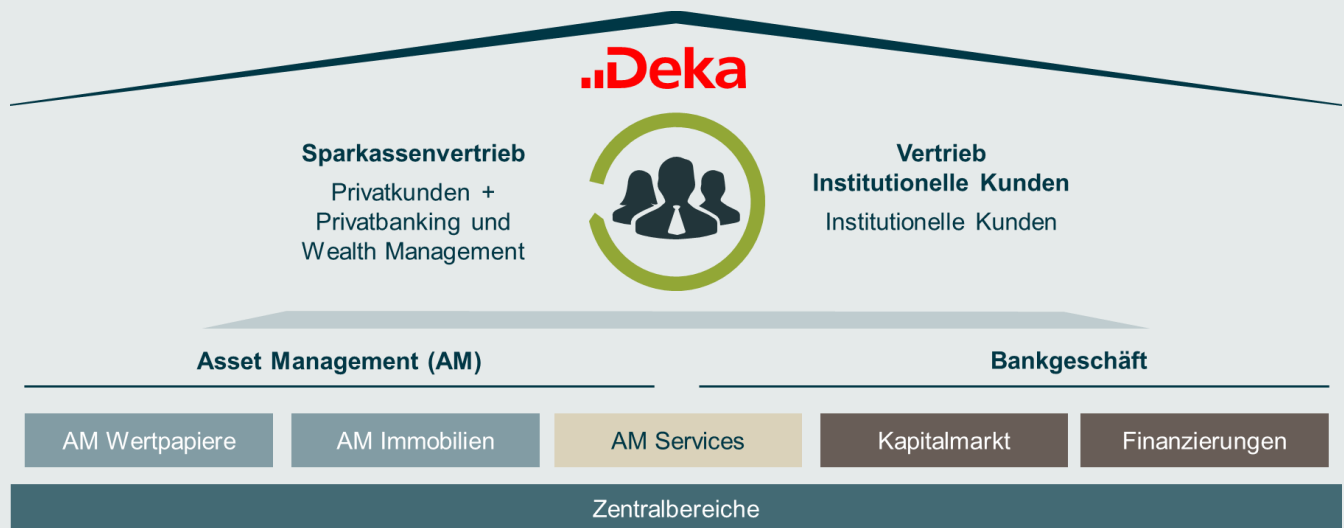 Deka
Sparkassenvertrieb
Privatkunden +
Privatbanking und
Wealth Management
Vertrieb
Institutionelle Kunden
Institutionelle Kunden
Asset Management (AM)
Bankgeschäft
AM Wertpapiere
AM Immobilien
AM Services
Kapitalmarkt
Finanzierungen
Zentralbereiche